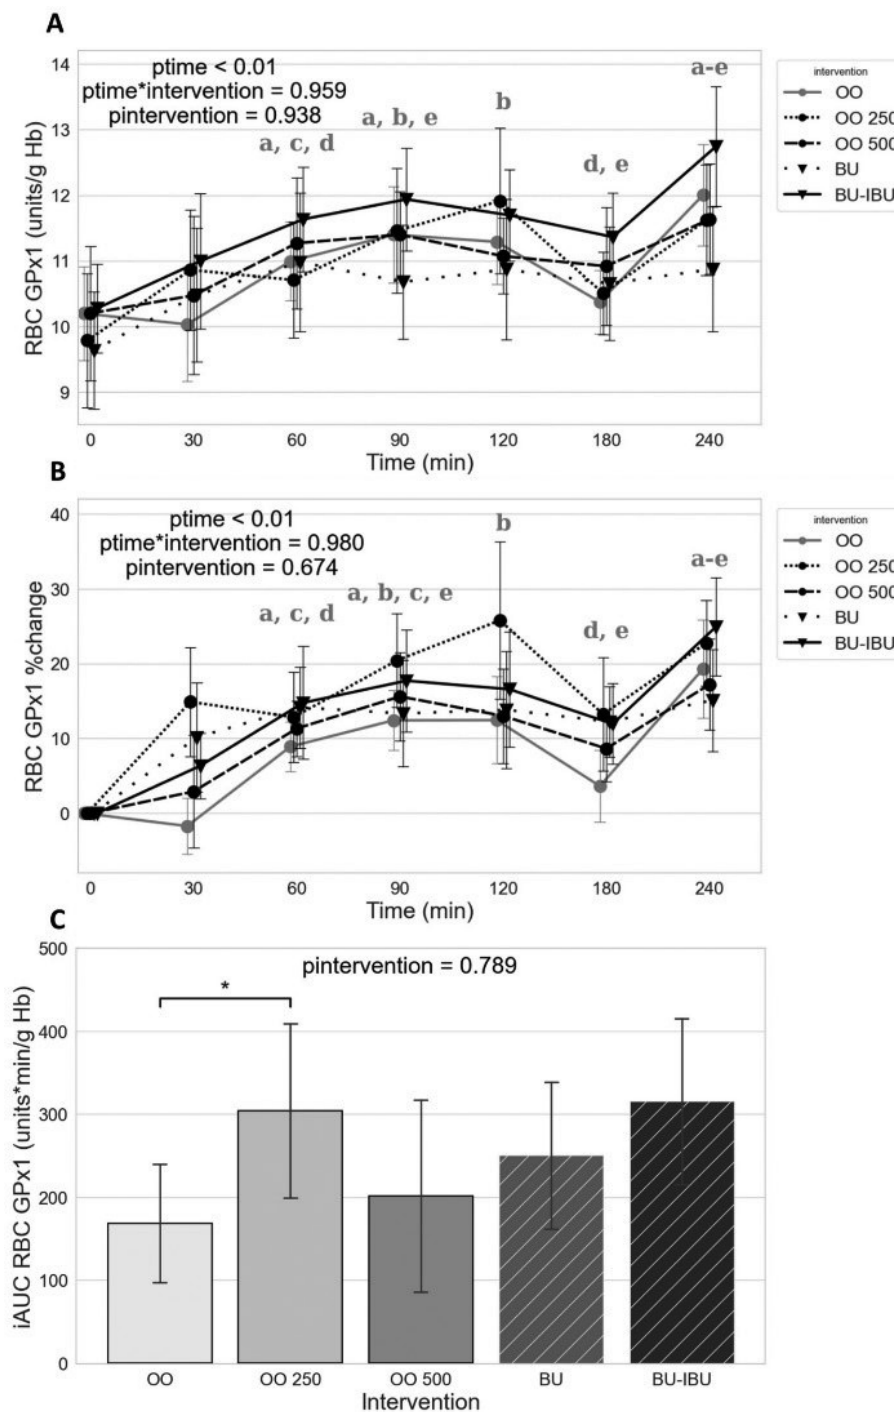 A
ptime < 0.01
ptime*intervention = 0.959
pintervention = 0.938
a, c, d
a, b, e
b
d, e
a-e
intervention
OO
OO 250
OO 500
BU
BU-IBU
14
13
12
11
10
9
RBC GPx1 (units/g Hb)
0 30 60 90 120 180 240
Time (min)
B
ptime < 0.01
ptime*intervention = 0.980
pintervention = 0.674
a, c, d
a, b, c, e
b
d, e
a-e
intervention
OO
OO 250
OO 500
BU
BU-IBU
40
30
20
10
0
RBC GPx1 %change
0 30 60 90 120 180 240
Time (min)
C
pintervention = 0.789
*
500
400
300
200
100
0
iAUC RBC GPx1 (units*min/g Hb)
OO OO 250 OO 500 BU BU-IBU
Intervention